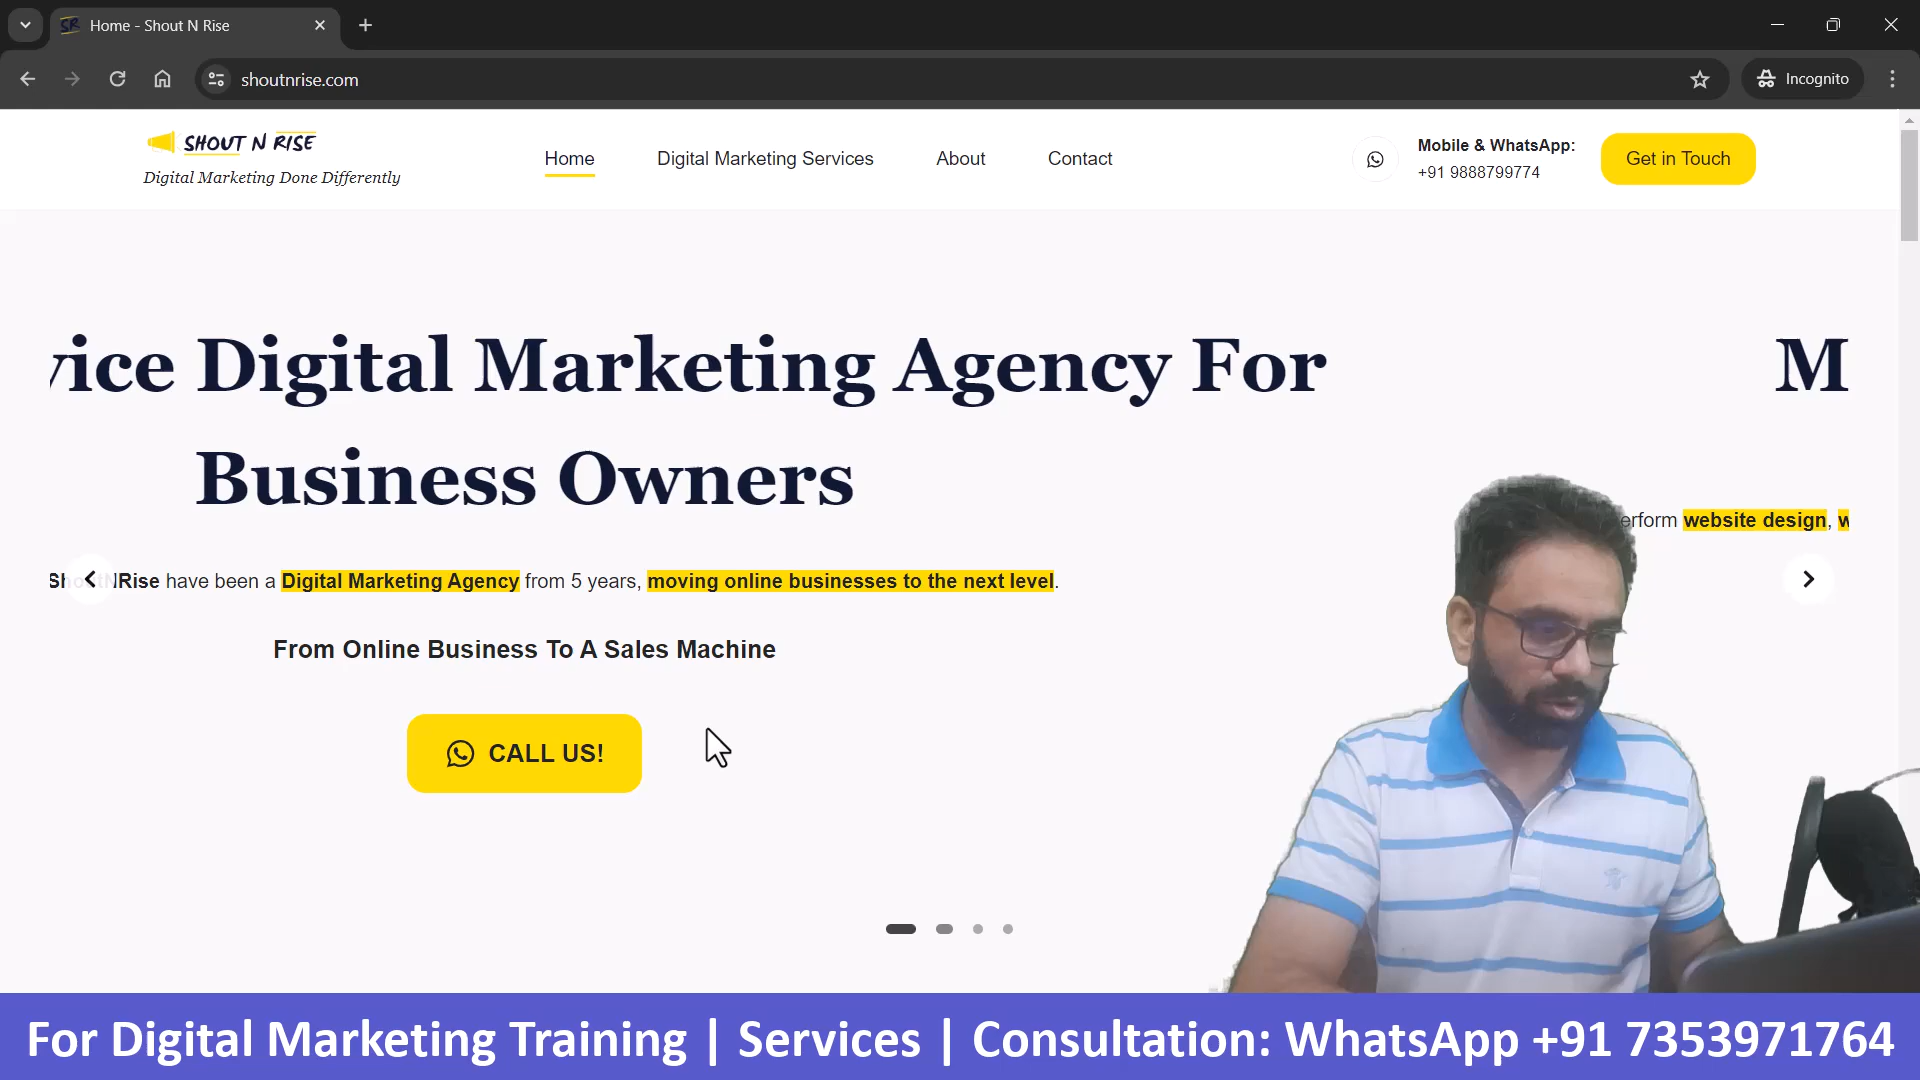 Home - Shout N Rise
shoutnrise.com
Incognito
SHOUT N RISE
Digital Marketing Done Differently
Home
Digital Marketing Services
About
Contact
Mobile & WhatsApp:
+91 9888799774
Get in Touch
Digital Marketing Agency For
M
Business Owners
website design,
Rise have been a Digital Marketing Agency from 5 years, moving online businesses to the next level.
From Online Business To A Sales Machine
CALL US!
For Digital Marketing Training | Services | Consultation: WhatsApp +91 7353971764